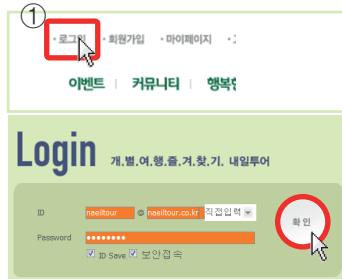 ①
· 로그인 · 회원가입 · 마이페이지 ·
이벤트 | 커뮤니티 | 행복한
Login 개.별.여.행.즐.겨.찾.기. 내일투어
ID naeiltour @ naeiltour.co.kr 직접입력
확인
Password ●●●●●●●●
ID Save 보안접속